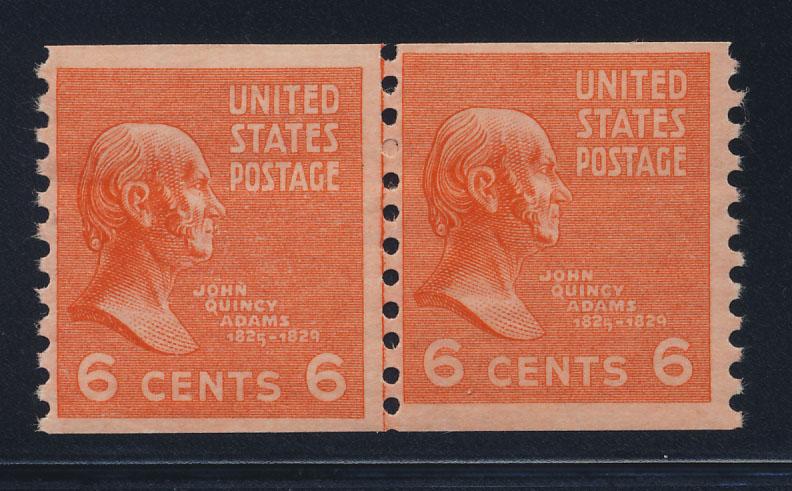 UNITED
STATES
POSTAGE
JOHN
QUINCY
ADAMS
1825-1829
6 CENTS 6
UNITED
STATES
POSTAGE
JOHN
QUINCY
ADAMS
1825-1829
6 CENTS 6